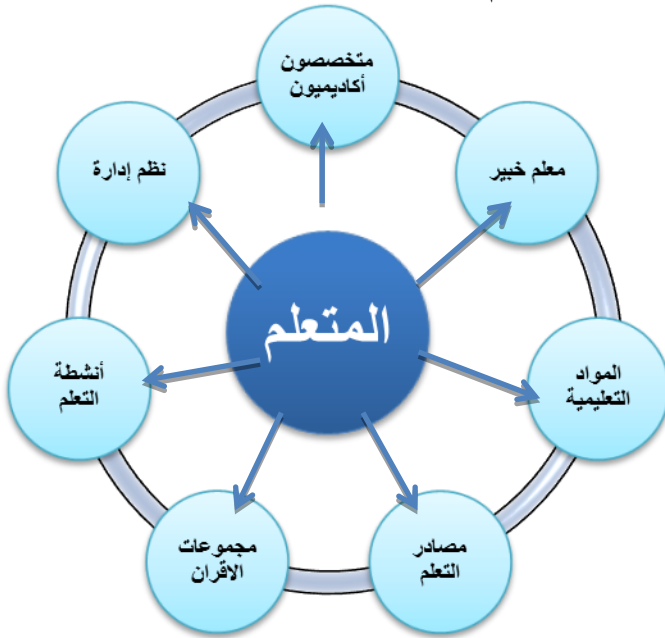 متخصصون
أكاديميون
معلم خبير
نظم إدارة
المتعلم
المواد
التعليمية
أنشطة
التعلم
مصادر
التعلم
مجموعات
الاقران